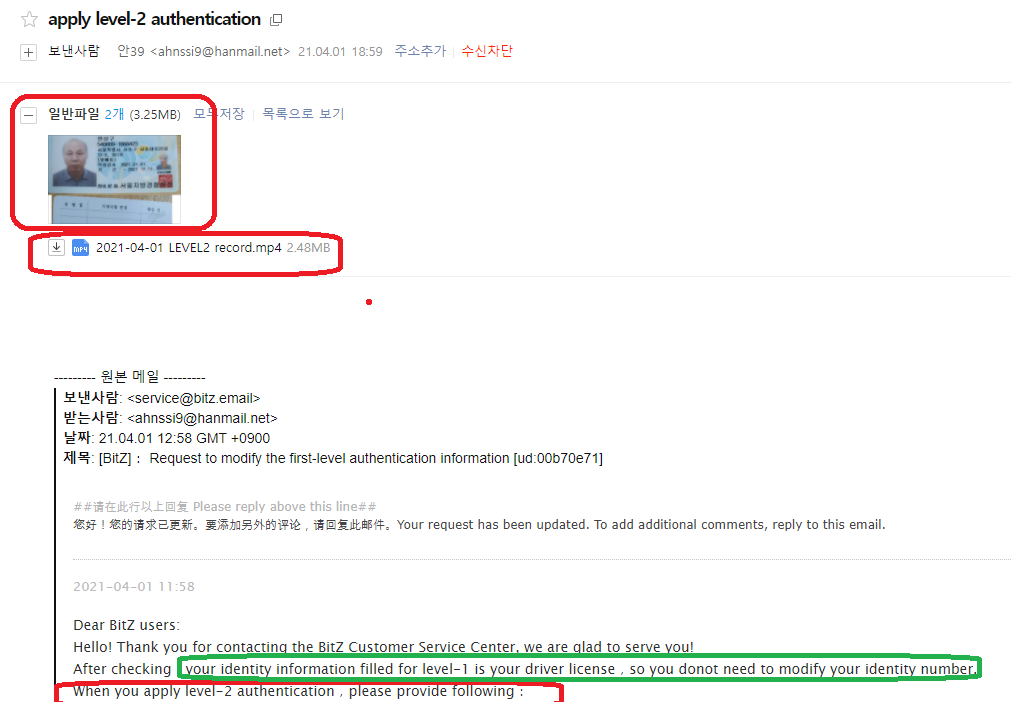 apply level-2 authentication
보낸사람 안39 <ahnssi9@hanmail.net> 21.04.01 18:59 주소추가 수신차단
일반파일 2개 (3.25MB) 모두저장 목록으로 보기
2021-04-01 LEVEL2 record.mp4 2.48MB
--------- 원본 메일 ---------
보낸사람: <service@bitz.email>
받는사람: <ahnssi9@hanmail.net>
날짜: 21.04.01 12:58 GMT +0900
제목: [BitZ] : Request to modify the first-level authentication information [ud:00b70e71]
##请在此行以上回复 Please reply above this line##
您好！您的请求已更新。要添加另外的评论，请回复此邮件。Your request has been updated. To add additional comments, reply to this email.
2021-04-01 11:58
Dear BitZ users:
Hello! Thank you for contacting the BitZ Customer Service Center, we are glad to serve you!
After checking your identity information filled for level-1 is your driver license , so you donot need to modify your identity number.
When you apply level-2 authentication , please provide following :